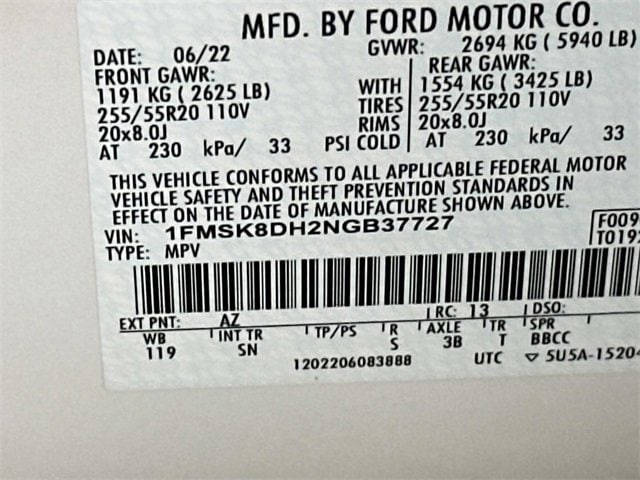 MFD. BY FORD MOTOR CO.
DATE: 06/22 GVWR: 2694 KG ( 5940 LB)
FRONT GAWR: REAR GAWR:
1191 KG ( 2625 LB) WITH 1554 KG ( 3425 LB)
255/55R20 110V TIRES 255/55R20 110V
20x8.0J RIMS 20x8.0J
AT 230 kPa/ 33 PSI COLD AT 230 kPa/ 33
THIS VEHICLE CONFORMS TO ALL APPLICABLE FEDERAL MOTOR
VEHICLE SAFETY AND THEFT PREVENTION STANDARDS IN
EFFECT ON THE DATE OF MANUFACTURE SHOWN ABOVE.
VIN: 1FMSK8DH2NGB37727 F009
TYPE: MPV T019
EXT PNT: AZ RC: 13 DSO:
WB INT TR TP/PS R AXLE TR SPR
119 SN S 3B T BBCC
1202206083888 UTC ▽ 5U5A-1520